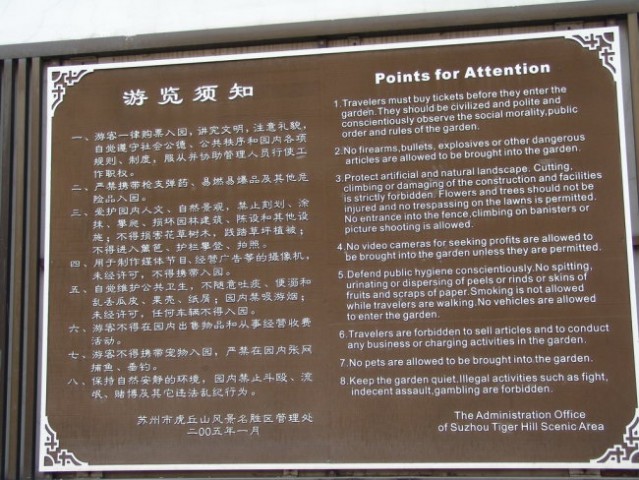 游览须知
一、游客一律购票入园，讲究文明，注意礼貌，
自觉遵守社会公德、公共秩序和园内各项
规则、制度，服从并协助管理人员行使工
作职权。
二、严禁携带枪支弹药、易燃易爆品及其他危
险品入园。
三、爱护园内人文、自然景观，禁止刻划、涂
抹、攀爬、损坏园林建筑、陈设和其他设
施；不得损害花草树木，践踏草坪植被；
不得进入篱笆、护栏攀登、拍照。
四、用于制作媒体节目、经营广告等的摄像机，
未经许可，不得携带入园。
五、自觉维护公共卫生，不随意吐痰、便溺和
乱丢瓜皮、果壳、纸屑；园内禁吸游烟；
未经许可，任何车辆不得入园。
六、游客不得在园内出售物品和从事经营收费
活动。
七、游客不得携带宠物入园，严禁在园内张网
捕鱼、垂钓。
八、保持自然安静的环境，园内禁止斗殴、流
氓、赌博及其它违法乱纪行为。
苏州市虎丘山风景名胜区管理处
二00五年一月
Points for Attention
1.Travelers must buy tickets before they enter the
garden.They should be civilized and polite and
conscientiously observe the social morality,public
order and rules of the garden.
2.No firearms,bullets, explosives or other dangerous
articles are allowed to be brought into the garden.
3.Protect artificial and natural landscape. Cutting,
climbing or damaging of the construction and facilities
is strictly forbidden. Flowers and trees should not be
injured and no trespassing on the lawns is permitted.
No entrance into the fence,climbing on banisters or
picture shooting is allowed.
4.No video cameras for seeking profits are allowed to
be brought into the garden unless they are permitted.
5.Defend public hygiene conscientiously.No spitting,
urinating or dispersing of peels or rinds or skins of
fruits and scraps of paper.Smoking is not allowed
while travelers are walking.No vehicles are allowed
to enter the garden.
6.Travelers are forbidden to sell articles and to conduct
any business or charging activities in the garden.
7.No pets are allowed to be brought into the garden.
8.Keep the garden quiet.Illegal activities such as fight,
indecent assault,gambling are forbidden.
The Administration Office
of Suzhou Tiger Hill Scenic Area